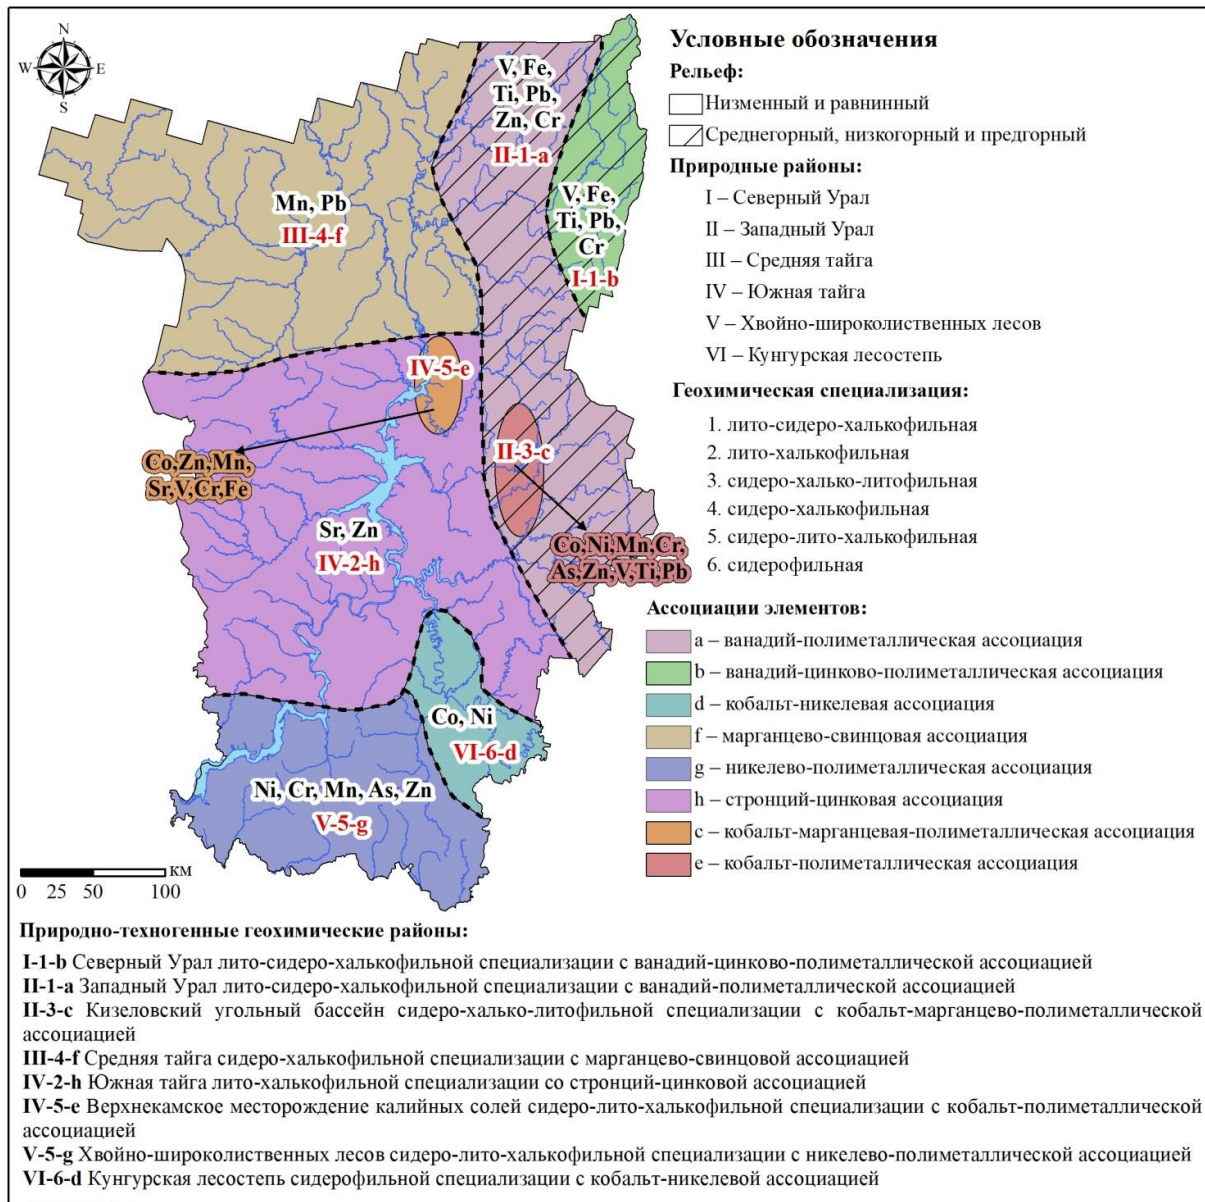 N
W E
S
V, Fe,
Ti, Pb,
Zn, Cr
II-1-a
V, Fe,
Ti, Pb,
Cr
I-1-b
Mn, Pb
III-4-f
IV-5-e
Co,Zn,Mn,
Sr,V,Cr,Fe
II-3-c
Co,Ni,Mn,Cr,
As,Zn,V,Ti,Pb
Sr, Zn
IV-2-h
Co, Ni
VI-6-d
Ni, Cr, Mn, As, Zn
V-5-g
км
0 25 50 100
Условные обозначения
Рельеф:
Низменный и равнинный
Среднегорный, низкогорный и предгорный
Природные районы:
I – Северный Урал
II – Западный Урал
III – Средняя тайга
IV – Южная тайга
V – Хвойно-широколиственных лесов
VI – Кунгурская лесостепь
Геохимическая специализация:
1. лито-сидеро-халькофильная
2. лито-халькофильная
3. сидеро-халько-литофильная
4. сидеро-халькофильная
5. сидеро-лито-халькофильная
6. сидерофильная
Ассоциации элементов:
a – ванадий-полиметаллическая ассоциация
b – ванадий-цинково-полиметаллическая ассоциация
d – кобальт-никелевая ассоциация
f – марганцево-свинцовая ассоциация
g – никелево-полиметаллическая ассоциация
h – стронций-цинковая ассоциация
c – кобальт-марганцевая-полиметаллическая ассоциация
e – кобальт-полиметаллическая ассоциация
Природно-техногенные геохимические районы:
I-1-b Северный Урал лито-сидеро-халькофильной специализации с ванадий-цинково-полиметаллической ассоциацией
II-1-a Западный Урал лито-сидеро-халькофильной специализации с ванадий-полиметаллической ассоциацией
II-3-c Кизеловский угольный бассейн сидеро-халько-литофильной специализации с кобальт-марганцево-полиметаллической
ассоциацией
III-4-f Средняя тайга сидеро-халькофильной специализации с марганцево-свинцовой ассоциацией
IV-2-h Южная тайга лито-халькофильной специализации со стронций-цинковой ассоциацией
IV-5-e Верхнекамское месторождение калийных солей сидеро-лито-халькофильной специализации с кобальт-полиметаллической
ассоциацией
V-5-g Хвойно-широколиственных лесов сидеро-лито-халькофильной специализации с никелево-полиметаллической ассоциацией
VI-6-d Кунгурская лесостепь сидерофильной специализации с кобальт-никелевой ассоциацией